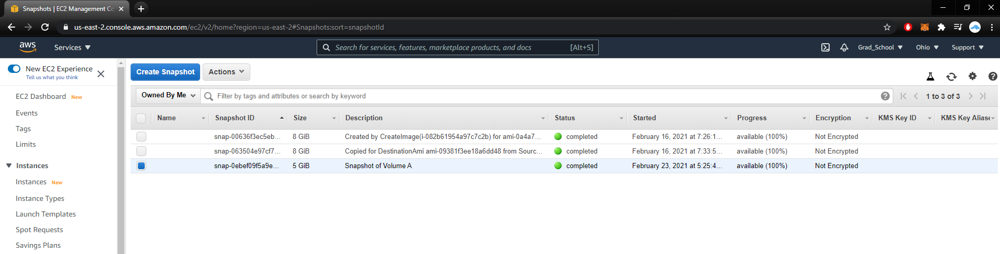 Snapshots | EC2 Management Co
us-east-2.console.aws.amazon.com/ec2/v2/home?region=us-east-2#Snapshots:sort=snapshotId
aws Services Search for services, features, marketplace products, and docs [Alt+S] Grad_School Ohio Support
New EC2 Experience
Tell us what you think
EC2 Dashboard New
Events
Tags
Limits
Instances
Instances New
Instance Types
Launch Templates
Spot Requests
Savings Plans
Create Snapshot Actions
Owned By Me Filter by tags and attributes or search by keyword 1 to 3 of 3
Name Snapshot ID Size Description Status Started Progress Encryption KMS Key ID KMS Key Aliase
snap-00636f3ec5eb... 8 GiB Created by CreateImage(i-082b61954a97c7c2b) for ami-0a4a7... completed February 16, 2021 at 7:26:1... available (100%) Not Encrypted
snap-063504e97cf7... 8 GiB Copied for DestinationAmi ami-09381f3ee18a6dd48 from Sourc... completed February 16, 2021 at 7:33:5... available (100%) Not Encrypted
snap-0ebef09f5a9e... 5 GiB Snapshot of Volume A completed February 23, 2021 at 5:25:4... available (100%) Not Encrypted